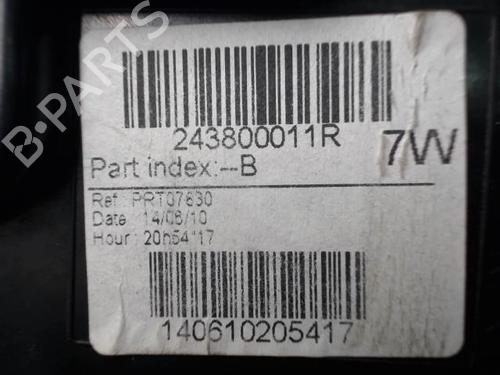 243800011R
7W
Part index:--B
Ref : PRT07630
Date : 14/06/10
Hour : 20h54'17
140610205417
B-PARTS